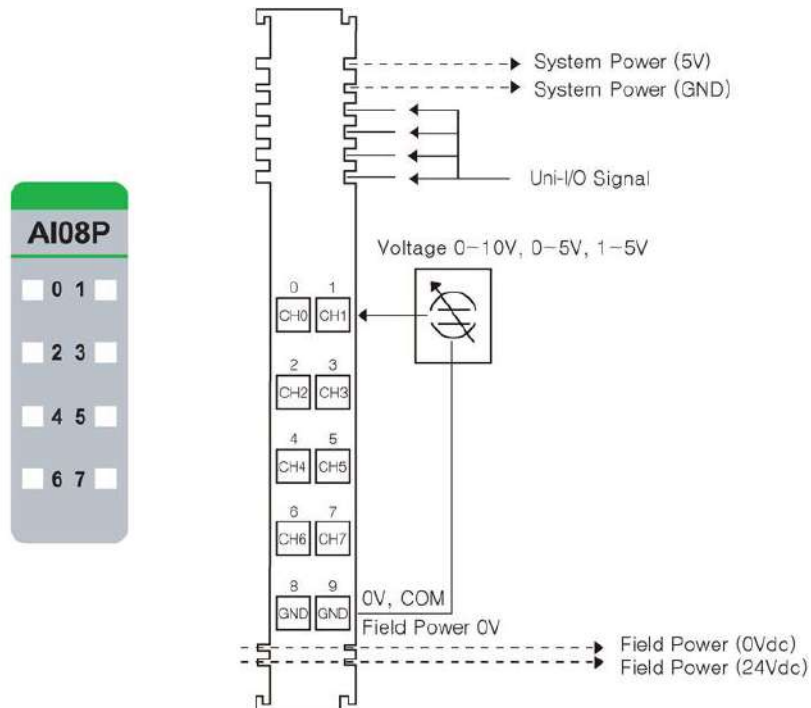 System Power (5V)
System Power (GND)
Uni-I/O Signal
AI08P
0 1
2 3
4 5
6 7
Voltage 0-10V, 0-5V, 1-5V
0 1
CH0 CH1
2 3
CH2 CH3
4 5
CH4 CH5
6 7
CH6 CH7
8 9
GND GND
0V, COM
Field Power 0V
Field Power (0Vdc)
Field Power (24Vdc)